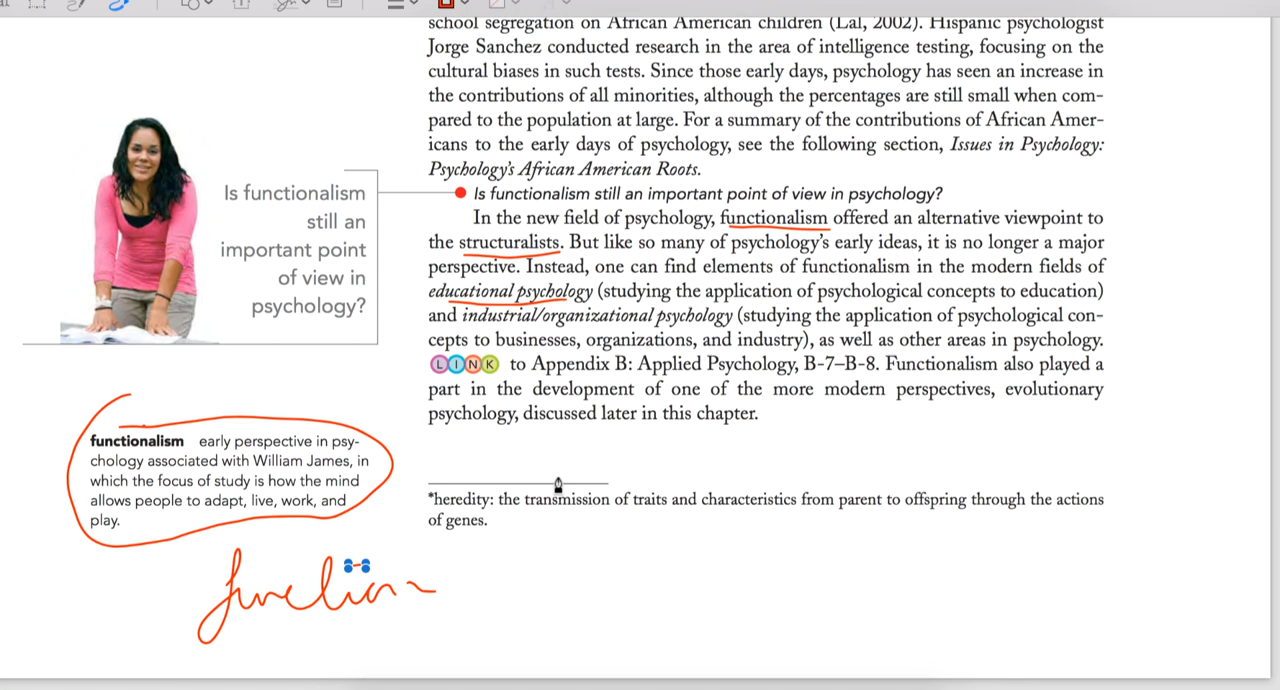 school segregation on African American children (Lal, 2002). Hispanic psychologist
Jorge Sanchez conducted research in the area of intelligence testing, focusing on the
cultural biases in such tests. Since those early days, psychology has seen an increase in
the contributions of all minorities, although the percentages are still small when com-
pared to the population at large. For a summary of the contributions of African Amer-
icans to the early days of psychology, see the following section, Issues in Psychology:
Psychology's African American Roots.
Is functionalism
still an
important point
of view in
psychology?
Is functionalism still an important point of view in psychology?
In the new field of psychology, functionalism offered an alternative viewpoint to
the structuralists. But like so many of psychology's early ideas, it is no longer a major
perspective. Instead, one can find elements of functionalism in the modern fields of
educational psychology (studying the application of psychological concepts to education)
and industrial/organizational psychology (studying the application of psychological con-
cepts to businesses, organizations, and industry), as well as other areas in psychology.
LINK to Appendix B: Applied Psychology, B-7–B-8. Functionalism also played a
part in the development of one of the more modern perspectives, evolutionary
psychology, discussed later in this chapter.
functionalism early perspective in psy-
chology associated with William James, in
which the focus of study is how the mind
allows people to adapt, live, work, and
play.
*heredity: the transmission of traits and characteristics from parent to offspring through the actions
of genes.
function